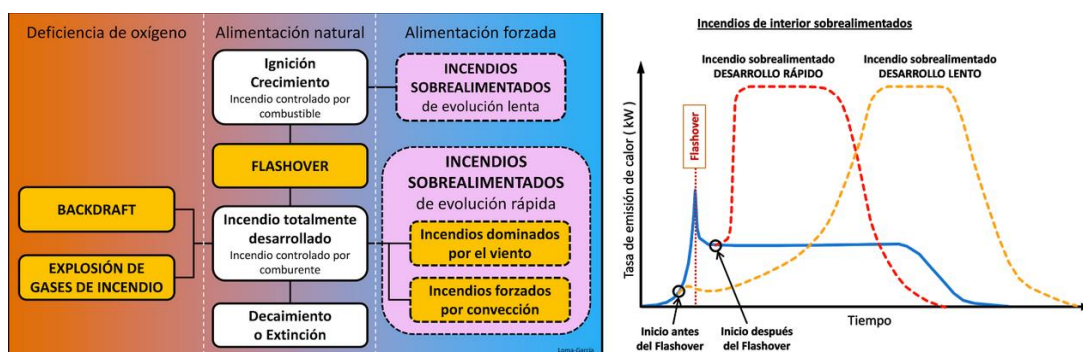 Deficiencia de oxígeno
Alimentación natural
Alimentación forzada
Ignición
Crecimiento
Incendio controlado por
combustible
INCENDIOS
SOBREALIMENTADOS
de evolución lenta
FLASHOVER
INCENDIOS
SOBREALIMENTADOS
de evolución rápida
BACKDRAFT
Incendio totalmente
desarrollado
Incendio controlado por
comburente
Incendios dominados
por el viento
EXPLOSIÓN DE
GASES DE INCENDIO
Incendios forzados
por convección
Decaimiento
o Extinción
Loma-García
Incendios de interior sobrealimentados
Incendio sobrealimentado
DESARROLLO RÁPIDO
Incendio sobrealimentado
DESARROLLO LENTO
Tasa de emisión de calor ( kW)
Flashover
Tiempo
Inicio antes
del Flashover
Inicio después
del Flashover